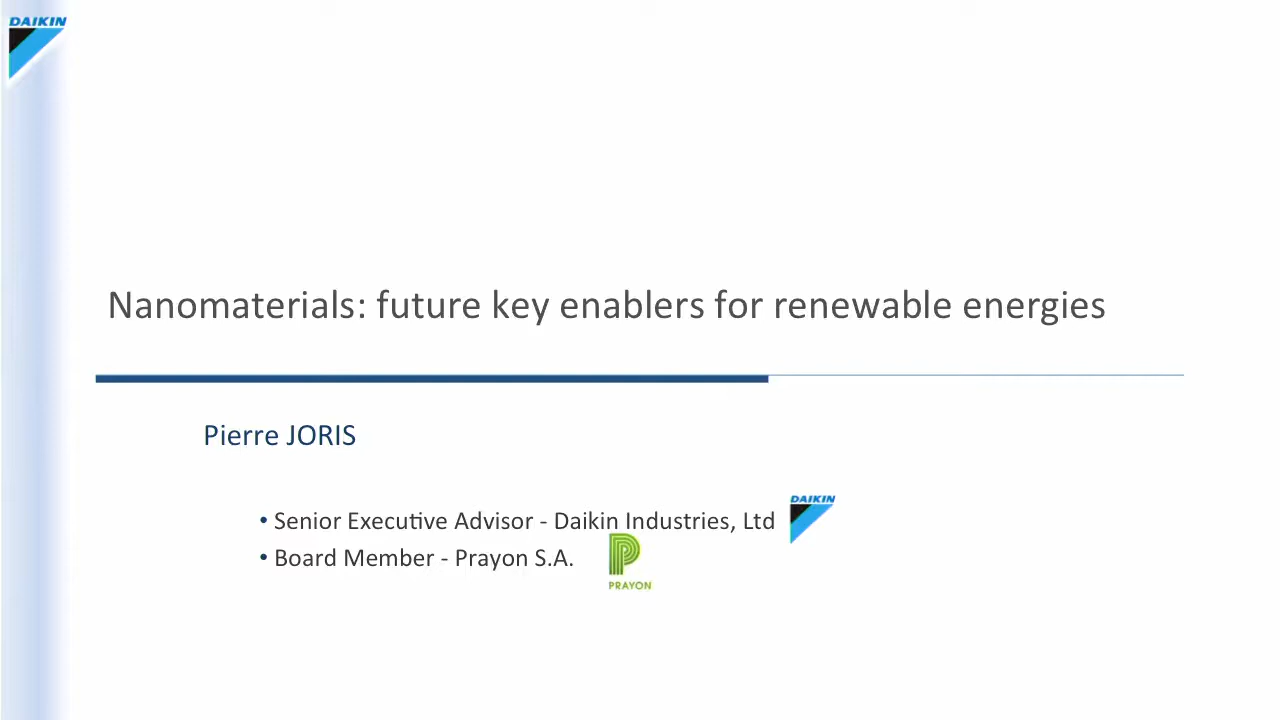 DAIKIN
Nanomaterials: future key enablers for renewable energies
Pierre JORIS
• Senior Executive Advisor - Daikin Industries, Ltd
DAIKIN
• Board Member - Prayon S.A.
PRAYON